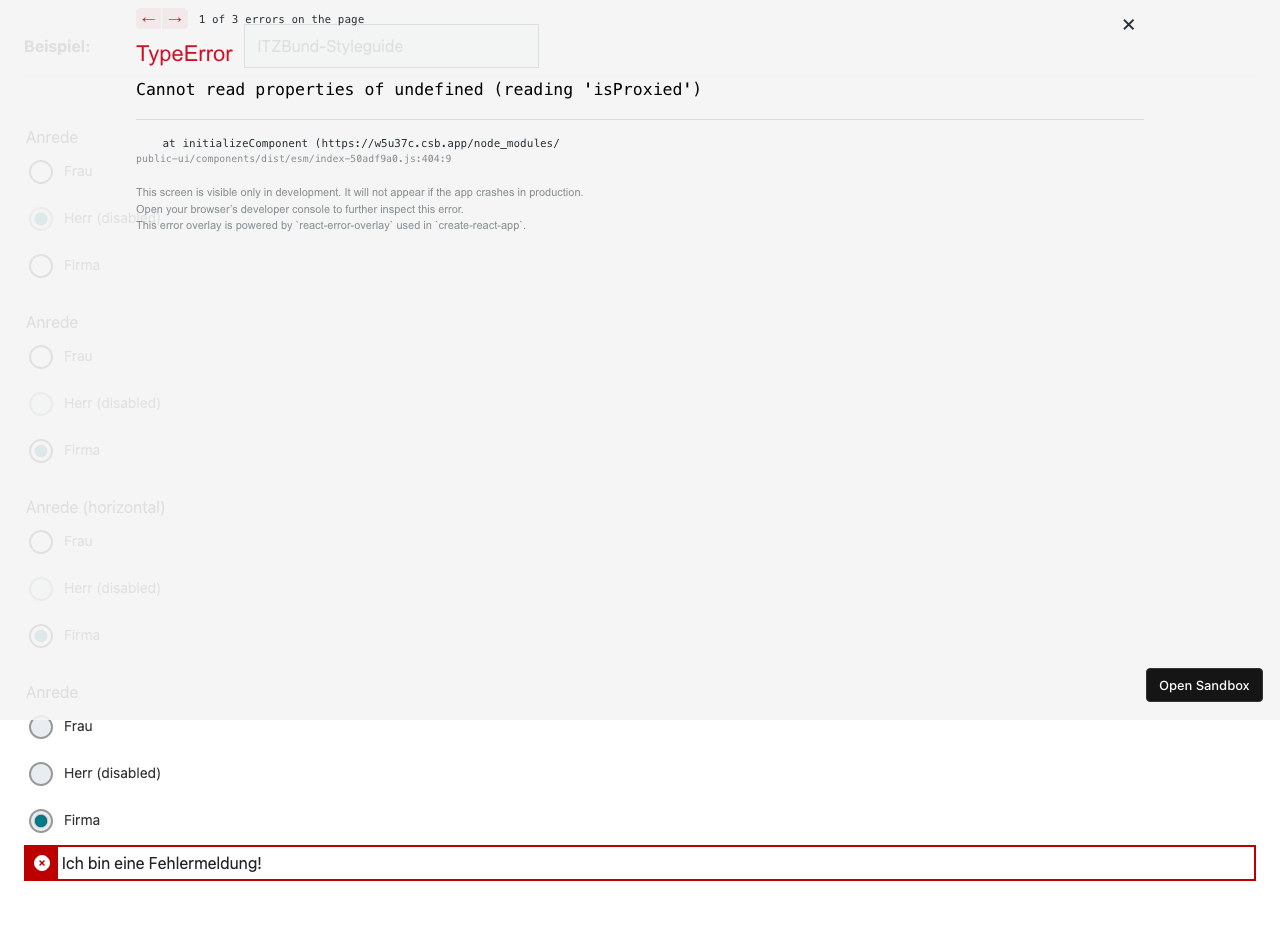 ← → 1 of 3 errors on the page
×
Beispiel:
ITZBund-Styleguide
TypeError
Cannot read properties of undefined (reading 'isProxied')
at initializeComponent (https://w5u37c.csb.app/node_modules/
public-ui/components/dist/esm/index-50adf9a0.js:404:9
This screen is visible only in development. It will not appear if the app crashes in production.
Open your browser’s developer console to further inspect this error.
This error overlay is powered by `react-error-overlay` used in `create-react-app`.
Anrede
Frau
Herr (disabled)
Firma
Anrede
Frau
Herr (disabled)
Firma
Anrede (horizontal)
Frau
Herr (disabled)
Firma
Anrede
Frau
Herr (disabled)
Firma
Ich bin eine Fehlermeldung!
Open Sandbox